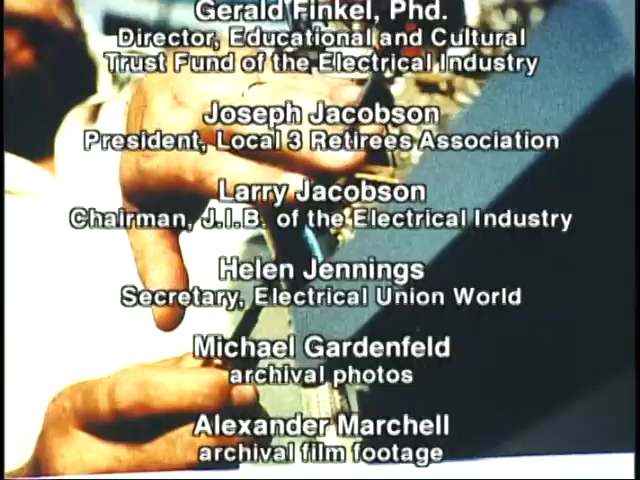 Gerald Finkel, Phd.
Director, Educational and Cultural
Trust Fund of the Electrical Industry
Joseph Jacobson
President, Local 3 Retirees Association
Larry Jacobson
Chairman, J.I.B. of the Electrical Industry
Helen Jennings
Secretary, Electrical Union World
Michael Gardenfeld
archival photos
Alexander Marchell
archival film footage